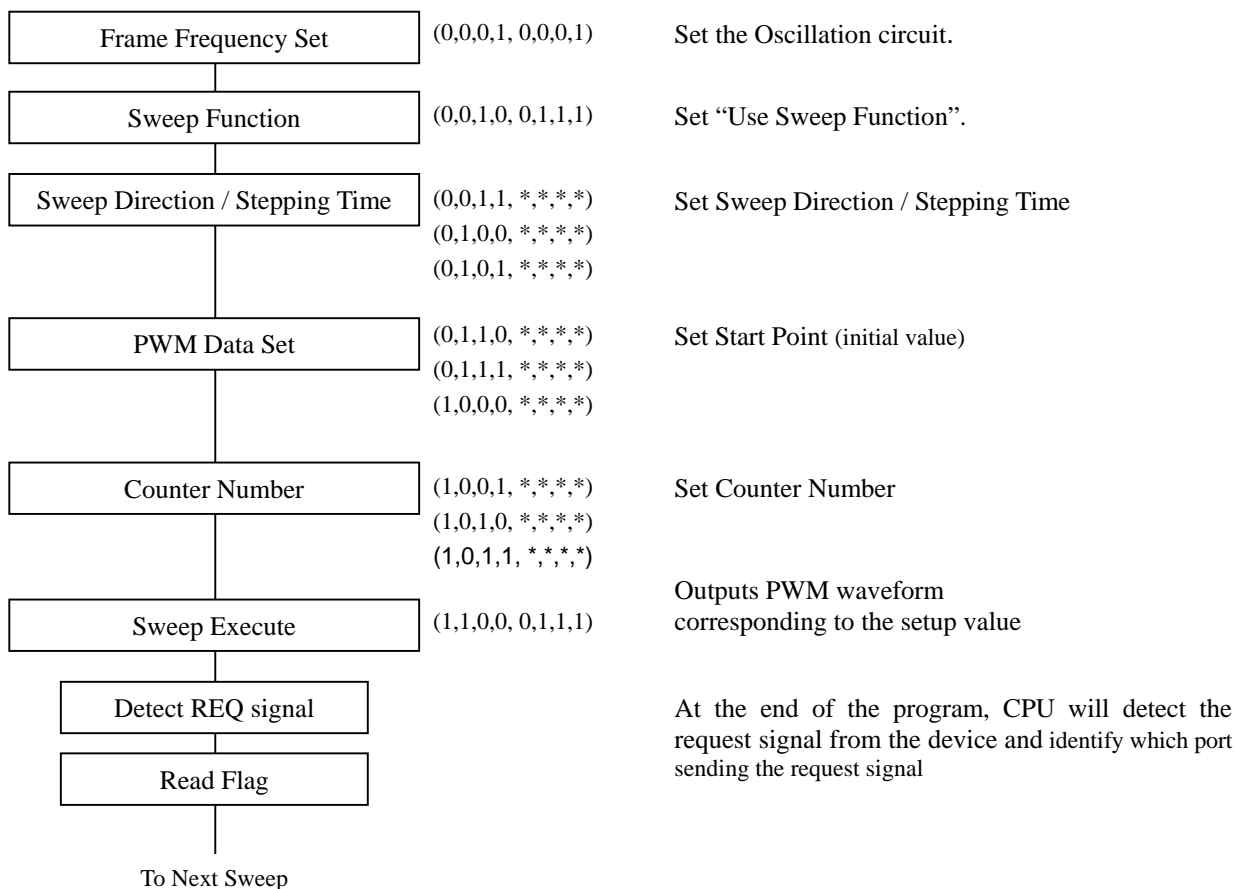 Frame Frequency Set (0,0,0,1, 0,0,0,1) Set the Oscillation circuit.
Sweep Function (0,0,1,0, 0,1,1,1) Set “Use Sweep Function”.
Sweep Direction / Stepping Time (0,0,1,1, *,*,*,*) Set Sweep Direction / Stepping Time
(0,1,0,0, *,*,*,*)
(0,1,0,1, *,*,*,*)
PWM Data Set (0,1,1,0, *,*,*,*) Set Start Point (initial value)
(0,1,1,1, *,*,*,*)
(1,0,0,0, *,*,*,*)
Counter Number (1,0,0,1, *,*,*,*) Set Counter Number
(1,0,1,0, *,*,*,*)
(1,0,1,1, *,*,*,*)
Sweep Execute (1,1,0,0, 0,1,1,1) Outputs PWM waveform
corresponding to the setup value
Detect REQ signal At the end of the program, CPU will detect the
request signal from the device and identify which port
Read Flag sending the request signal
To Next Sweep